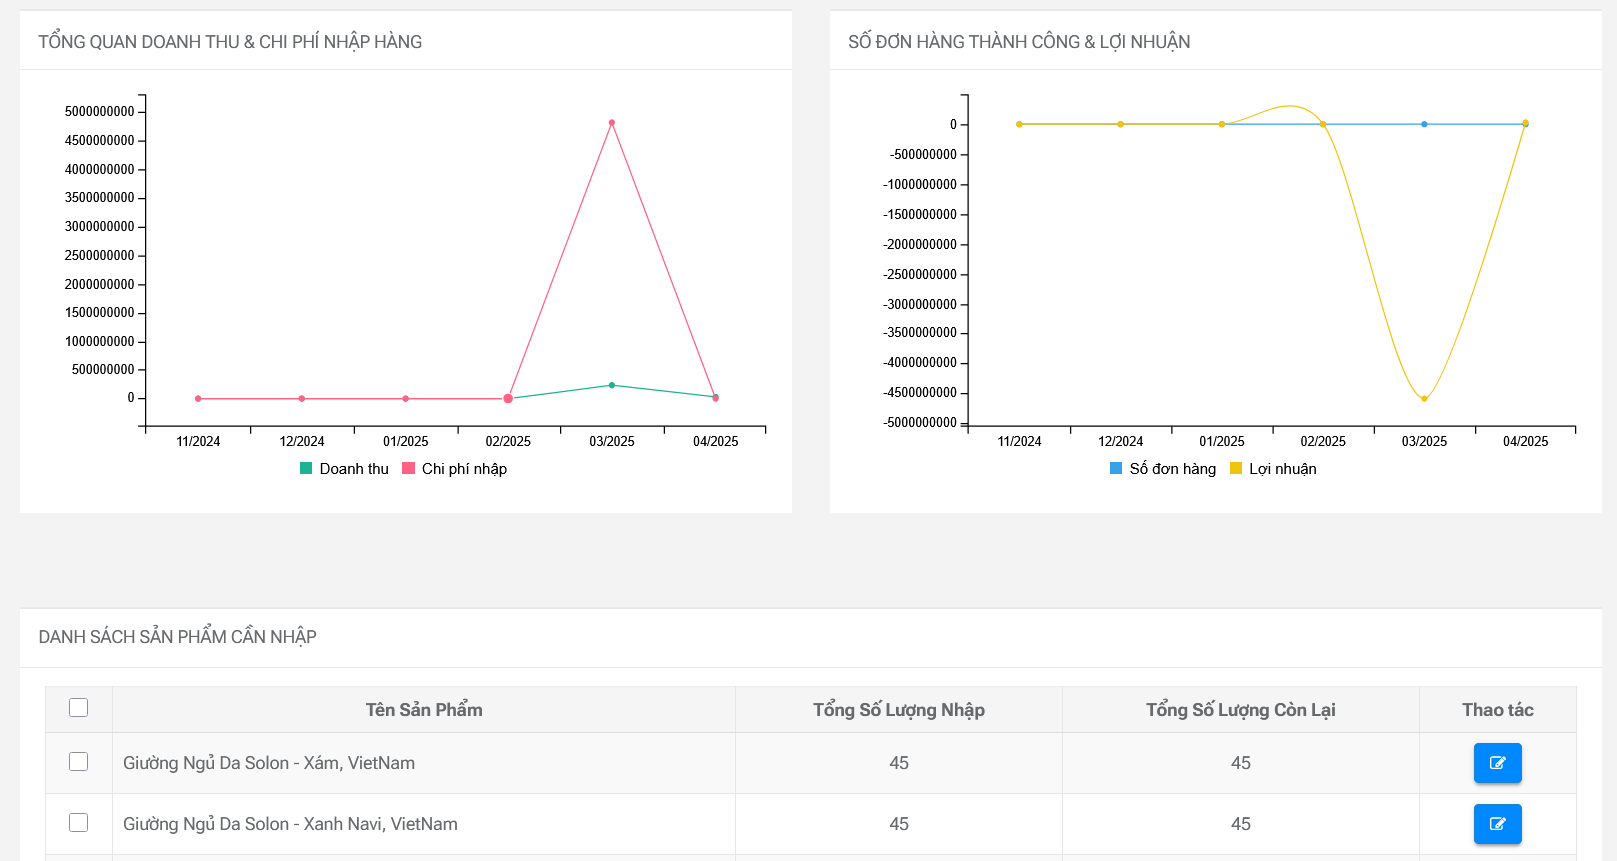 TỔNG QUAN DOANH THU & CHI PHÍ NHẬP HÀNG
5000000000
4500000000
4000000000
3500000000
3000000000
2500000000
2000000000
1500000000
1000000000
500000000
0
11/2024 12/2024 01/2025 02/2025 03/2025 04/2025
Doanh thu Chi phí nhập
SỐ ĐƠN HÀNG THÀNH CÔNG & LỢI NHUẬN
0
-500000000
-1000000000
-1500000000
-2000000000
-2500000000
-3000000000
-3500000000
-4000000000
-4500000000
-5000000000
11/2024 12/2024 01/2025 02/2025 03/2025 04/2025
Số đơn hàng Lợi nhuận
DANH SÁCH SẢN PHẨM CẦN NHẬP
Tên Sản Phẩm Tổng Số Lượng Nhập Tổng Số Lượng Còn Lại Thao tác
Giường Ngủ Da Solon - Xám, VietNam 45 45
Giường Ngủ Da Solon - Xanh Navi, VietNam 45 45